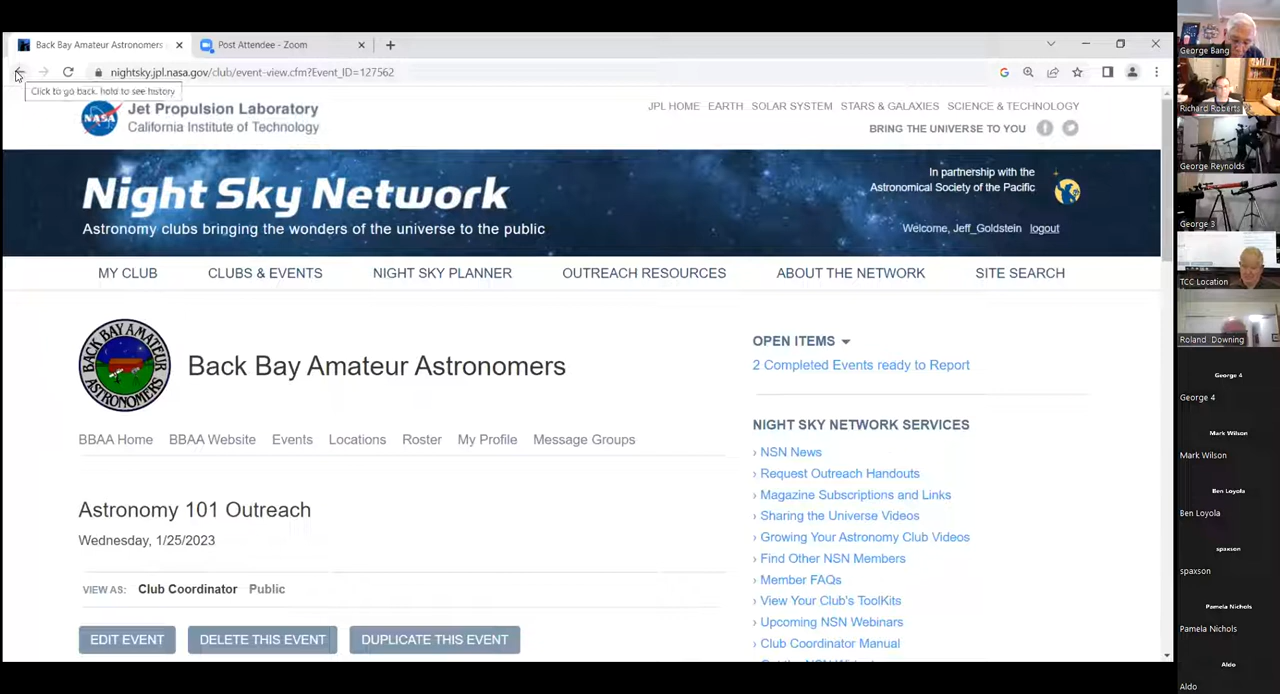 Back Bay Amateur Astronomers
Post Attendee - Zoom
nightsky.jpl.nasa.gov/club/event-view.cfm?Event_ID=127562
Click to go back, hold to see history
NASA
Jet Propulsion Laboratory
California Institute of Technology
JPL HOME EARTH SOLAR SYSTEM STARS & GALAXIES SCIENCE & TECHNOLOGY
BRING THE UNIVERSE TO YOU
Night Sky Network
Astronomy clubs bringing the wonders of the universe to the public
In partnership with the
Astronomical Society of the Pacific
Welcome, Jeff_Goldstein logout
MY CLUB CLUBS & EVENTS NIGHT SKY PLANNER OUTREACH RESOURCES ABOUT THE NETWORK SITE SEARCH
BACK BAY AMATEUR ASTRONOMERS
Back Bay Amateur Astronomers
BBAA Home BBAA Website Events Locations Roster My Profile Message Groups
Astronomy 101 Outreach
Wednesday, 1/25/2023
VIEW AS: Club Coordinator Public
EDIT EVENT DELETE THIS EVENT DUPLICATE THIS EVENT
OPEN ITEMS
2 Completed Events ready to Report
NIGHT SKY NETWORK SERVICES
› NSN News
› Request Outreach Handouts
› Magazine Subscriptions and Links
› Sharing the Universe Videos
› Growing Your Astronomy Club Videos
› Find Other NSN Members
› Member FAQs
› View Your Club's ToolKits
› Upcoming NSN Webinars
› Club Coordinator Manual
George Bang
Richard Roberts
George Reynolds
George 3
TCC Location
Roland Downing
George 4
George 4
Mark Wilson
Mark Wilson
Ben Loyola
Ben Loyola
spaxson
spaxson
Pamela Nichols
Pamela Nichols
Aldo
Aldo